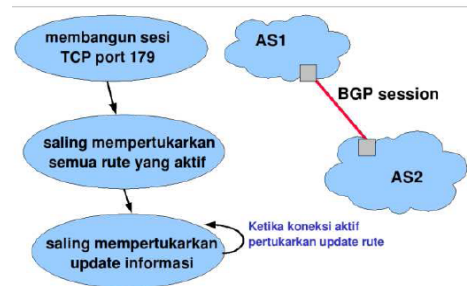 membangun sesi
TCP port 179
saling mempertukarkan
semua rute yang aktif
saling mempertukarkan
update informasi
Ketika koneksi aktif
pertukarkan update rute
AS1
BGP session
AS2